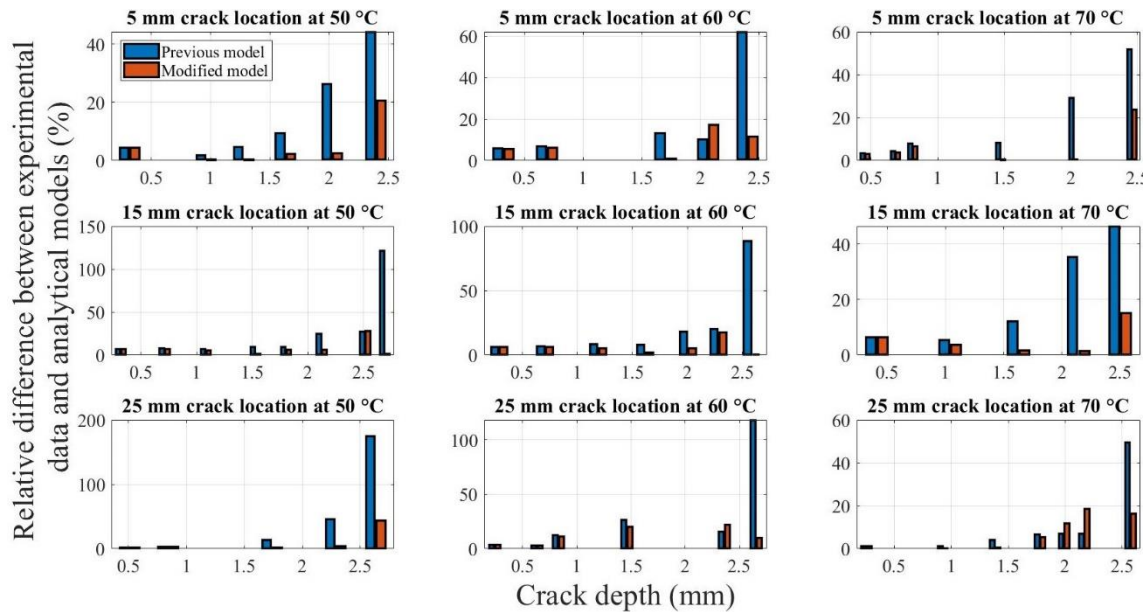 Relative difference between experimental
data and analytical models (%)
5 mm crack location at 50 °C
40
20
0
0.5 1 1.5 2 2.5
Previous model
Modified model
5 mm crack location at 60 °C
60
40
20
0
0.5 1 1.5 2 2.5
5 mm crack location at 70 °C
60
40
20
0
0.5 1 1.5 2 2.5
15 mm crack location at 50 °C
150
100
50
0
0.5 1 1.5 2 2.5
15 mm crack location at 60 °C
100
50
0
0.5 1 1.5 2 2.5
15 mm crack location at 70 °C
40
20
0
0.5 1 1.5 2 2.5
25 mm crack location at 50 °C
200
100
0
0.5 1 1.5 2 2.5
25 mm crack location at 60 °C
100
50
0
0.5 1 1.5 2 2.5
25 mm crack location at 70 °C
60
40
20
0
0.5 1 1.5 2 2.5
Crack depth (mm)